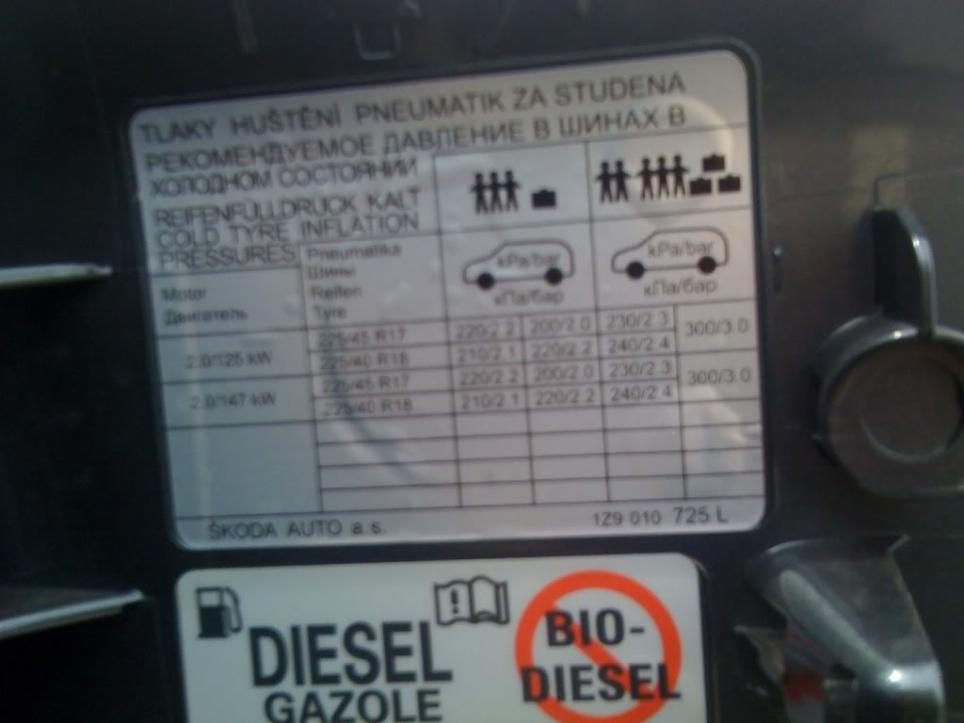 TLAKY HUŠTĚNÍ PNEUMATIK ZA STUDENA
РЕКОМЕНДУЕМОЕ ДАВЛЕНИЕ В ШИНАХ В
ХОЛОДНОМ СОСТОЯНИИ
REIFENFÜLLDRUCK KALT
COLD TYRE INFLATION
PRESSURES
Pneumatika
Шины
Reifen
Tyre
Motor
Двигатель
kPa/bar
кПа/бар
kPa/bar
кПа/бар
225/45 R17 220/2.2 200/2.0 230/2.3 300/3.0
2.0/125 kW
225/40 R18 210/2.1 220/2.2 240/2.4
225/45 R17 220/2.2 200/2.0 230/2.3 300/3.0
2.0/147 kW
225/40 R18 210/2.1 220/2.2 240/2.4
ŠKODA AUTO a.s. 1Z9 010 725 L
DIESEL
GAZOLE
BIO-
DIESEL